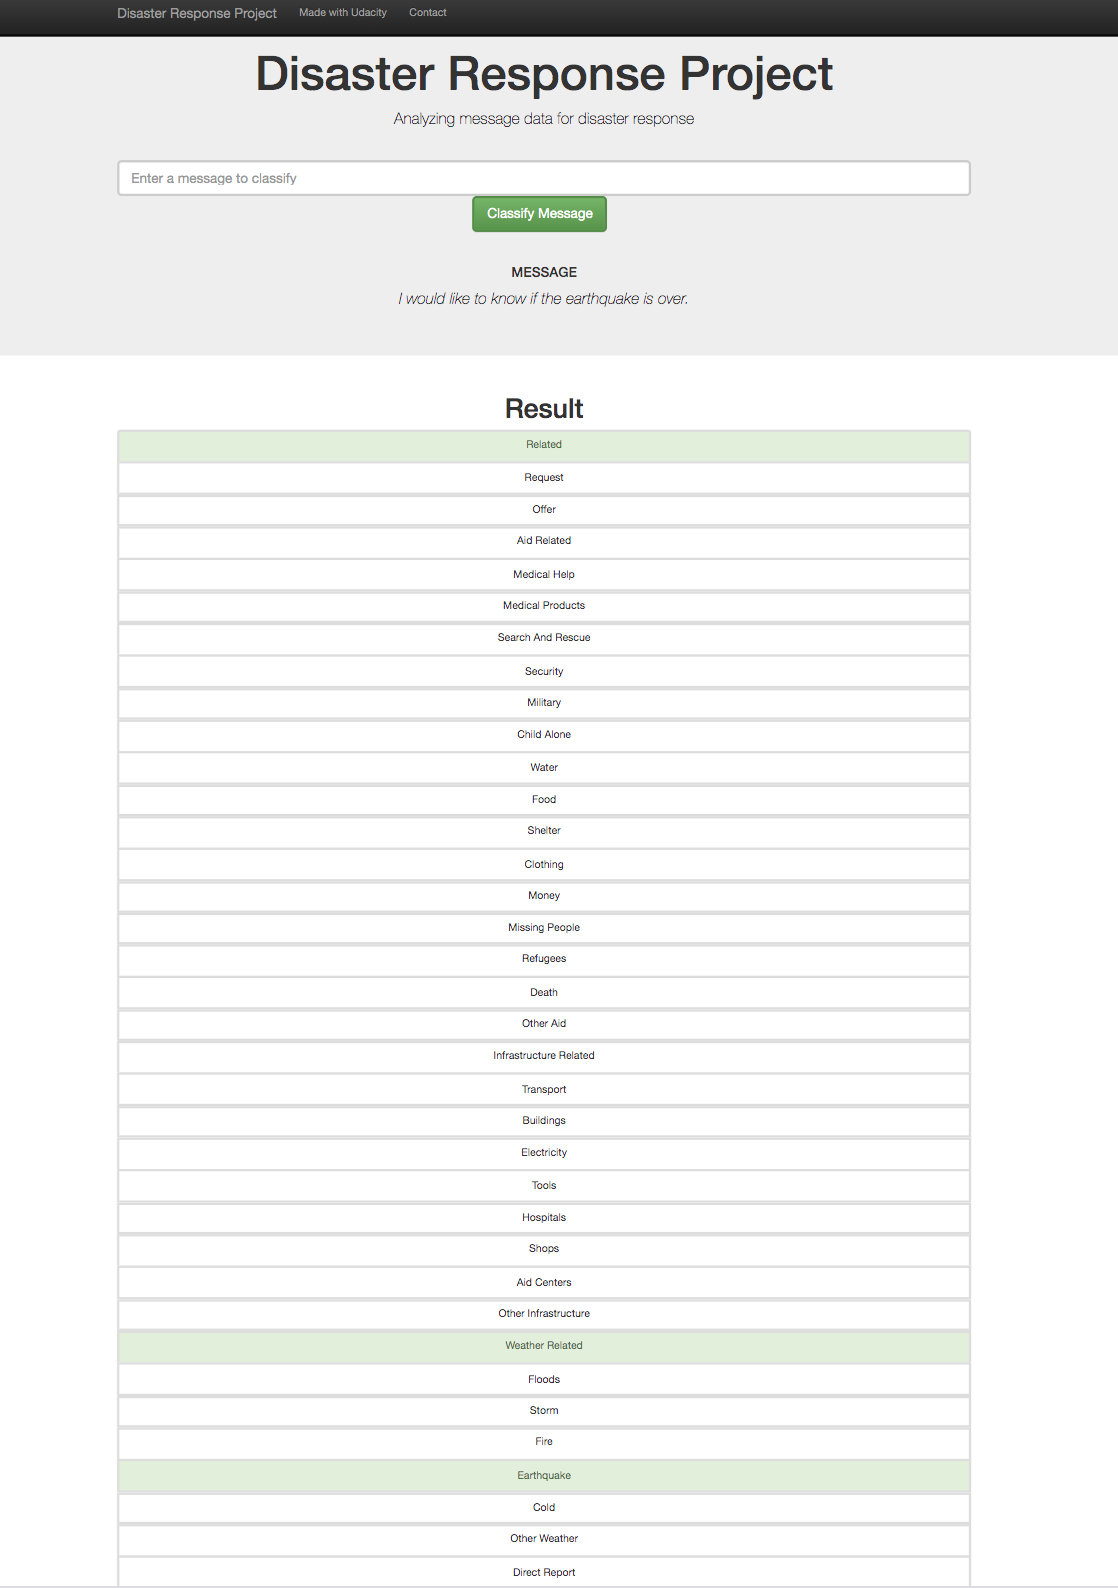 Disaster Response Project Made with Udacity Contact
Disaster Response Project
Analyzing message data for disaster response
Enter a message to classify
Classify Message
MESSAGE
I would like to know if the earthquake is over.
Result
Related
Request
Offer
Aid Related
Medical Help
Medical Products
Search And Rescue
Security
Military
Child Alone
Water
Food
Shelter
Clothing
Money
Missing People
Refugees
Death
Other Aid
Infrastructure Related
Transport
Buildings
Electricity
Tools
Hospitals
Shops
Aid Centers
Other Infrastructure
Weather Related
Floods
Storm
Fire
Earthquake
Cold
Other Weather
Direct Report